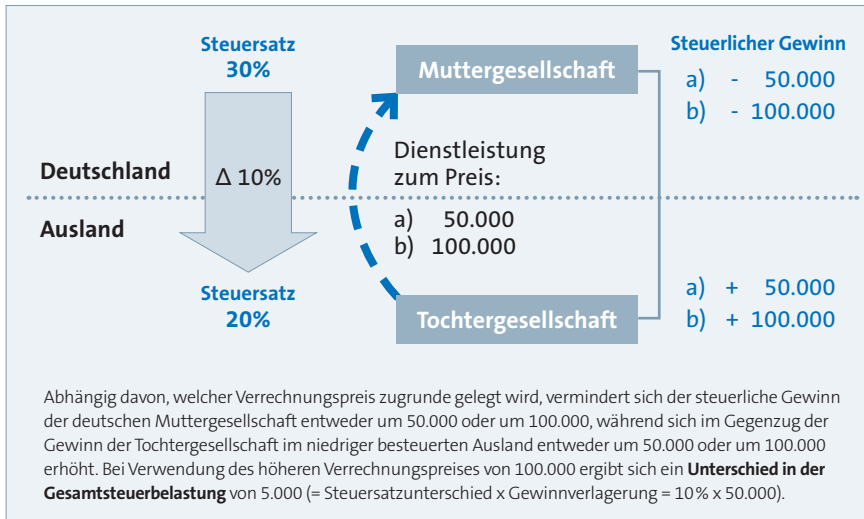 Steuersatz
30%
Muttergesellschaft
Steuerlicher Gewinn
a) - 50.000
b) - 100.000
Deutschland
Δ 10%
Dienstleistung
zum Preis:
Ausland
a) 50.000
b) 100.000
Steuersatz
20%
Tochtergesellschaft
a) + 50.000
b) + 100.000
Abhängig davon, welcher Verrechnungspreis zugrunde gelegt wird, vermindert sich der steuerliche Gewinn
der deutschen Muttergesellschaft entweder um 50.000 oder um 100.000, während sich im Gegenzug der
Gewinn der Tochtergesellschaft im niedriger besteuerten Ausland entweder um 50.000 oder um 100.000
erhöht. Bei Verwendung des höheren Verrechnungspreises von 100.000 ergibt sich ein Unterschied in der
Gesamtsteuerbelastung von 5.000 (= Steuersatzunterschied x Gewinnverlagerung = 10% x 50.000).